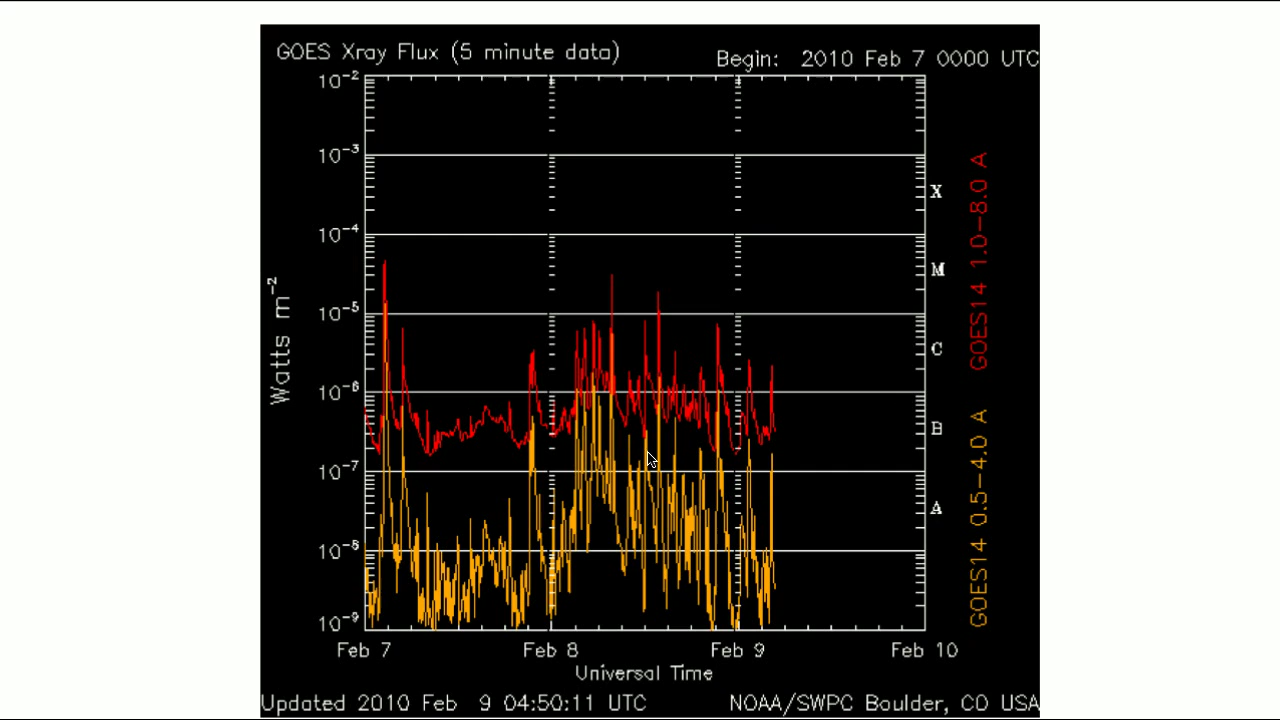 GOES Xray Flux (5 minute data)
Begin: 2010 Feb 7 0000 UTC
10⁻²
10⁻³
10⁻⁴
10⁻⁵
10⁻⁶
10⁻⁷
10⁻⁸
10⁻⁹
Watts m⁻²
X
M
C
B
A
GOES14 1.0−8.0 A
GOES14 0.5−4.0 A
Feb 7
Feb 8
Feb 9
Feb 10
Universal Time
Updated 2010 Feb 9 04:50:11 UTC
NOAA/SWPC Boulder, CO USA